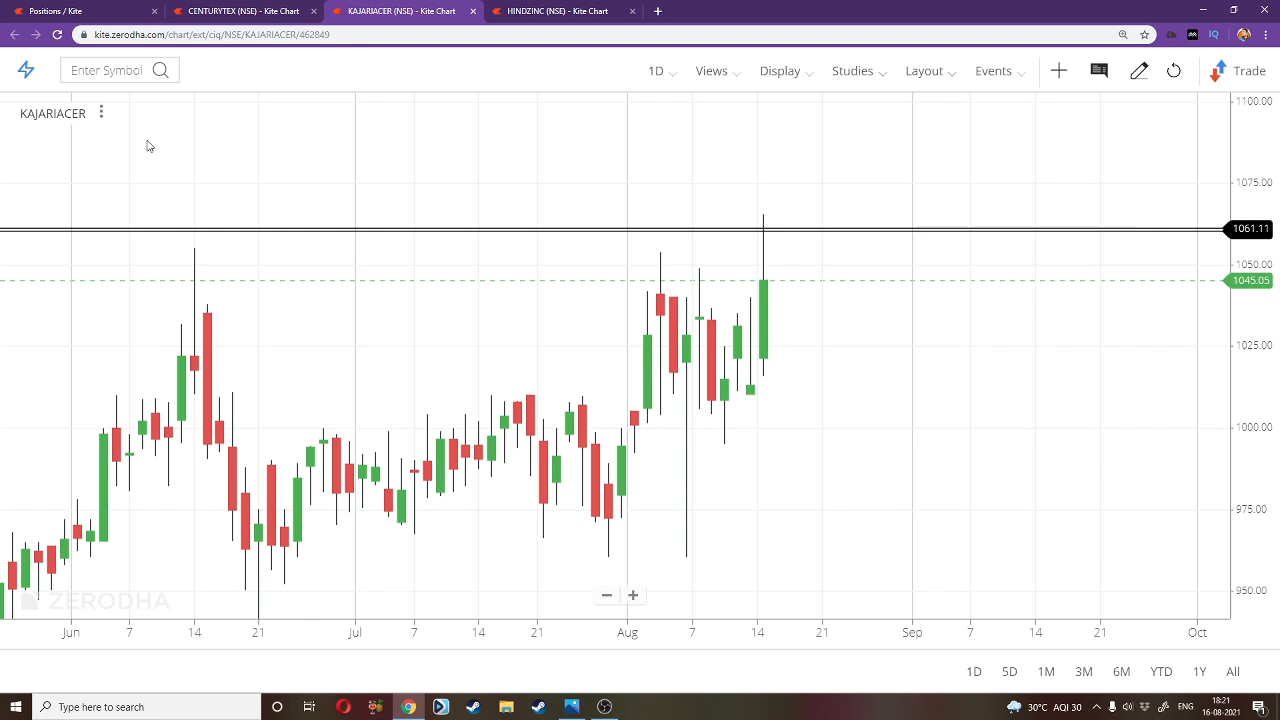 Positions / Kite
CENTURYTEX (NSE) - Kite Chart
KAJARIACER (NSE) - Kite Chart
HINDZINC (NSE) - Kite Chart
kite.zerodha.com/chart/ext/ciq/NSE/KAJARIACER/462849
IQ
Enter Symbol
1D
Views
Display
Studies
Layout
Events
Trade
KAJARIACER
1100.00
1075.00
1061.11
1050.00
1045.05
1025.00
1000.00
975.00
950.00
ZERODHA
Jun 7 14 21 Jul 7 14 21 Aug 7 14 21 Sep 7 14 21 Oct
1D 5D 1M 3M 6M YTD 1Y All
Type here to search
30°C AQI 30
ENG
18:21
16-08-2021